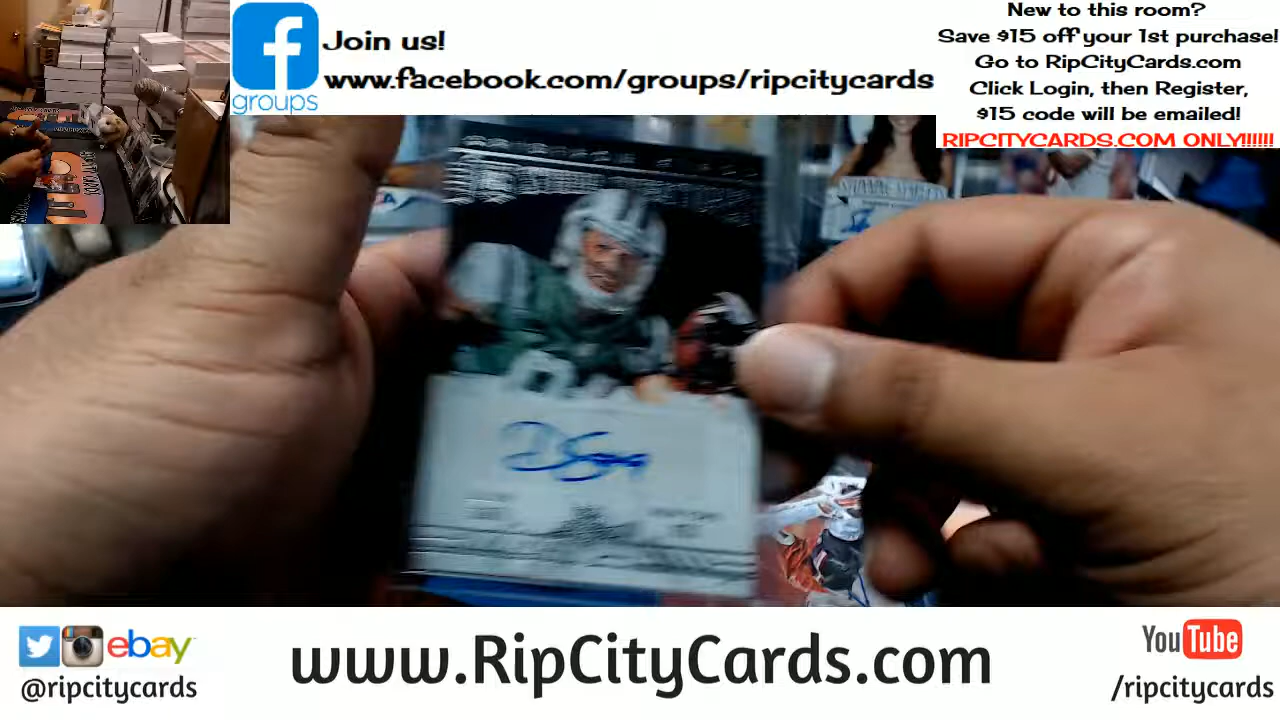 Join us!
www.facebook.com/groups/ripcitycards
groups
New to this room?
Save $15 off your 1st purchase!
Go to RipCityCards.com
Click Login, then Register,
$15 code will be emailed!
RIPCITYCARDS.COM ONLY!!!!!!
ebay
@ripcitycards
www.RipCityCards.com
YouTube
/ripcitycards